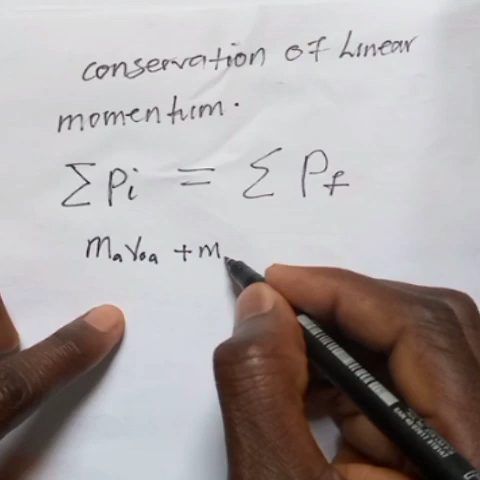 conservation of Linear
momentum.
∑Pi = ∑Pf
mₐvₒₐ + m